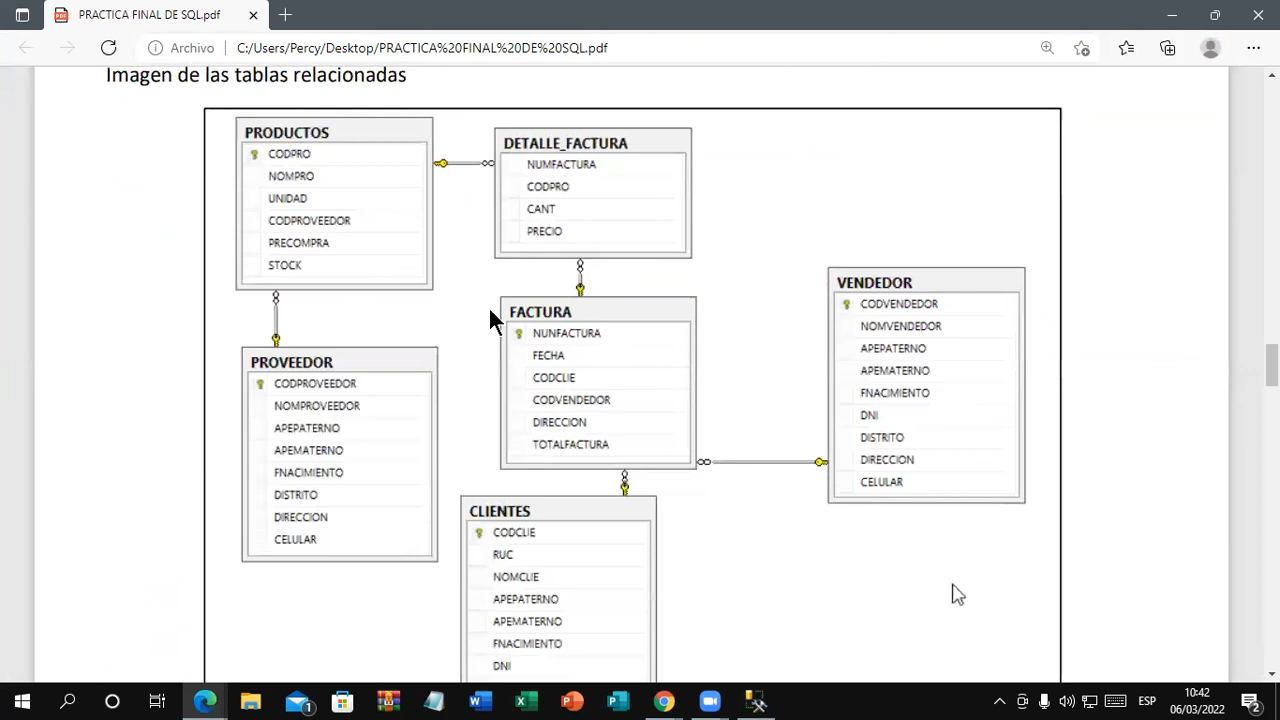 PRACTICA FINAL DE SQL.pdf
Archivo
C:/Users/Percy/Desktop/PRACTICA%20FINAL%20DE%20SQL.pdf
Imagen de las tablas relacionadas
PRODUCTOS
CODPRO
NOMPRO
UNIDAD
CODPROVEEDOR
PRECOMPRA
STOCK
DETALLE_FACTURA
NUMFACTURA
CODPRO
CANT
PRECIO
PROVEEDOR
CODPROVEEDOR
NOMPROVEEDOR
APEPATERNO
APEMATERNO
FNACIMIENTO
DISTRITO
DIRECCION
CELULAR
FACTURA
NUNFACTURA
FECHA
CODCLIE
CODVENDEDOR
DIRECCION
TOTALFACTURA
VENDEDOR
CODVENDEDOR
NOMVENDEDOR
APEPATERNO
APEMATERNO
FNACIMIENTO
DNI
DISTRITO
DIRECCION
CELULAR
CLIENTES
CODCLIE
RUC
NOMCLIE
APEPATERNO
APEMATERNO
FNACIMIENTO
DNI
ESP
10:42
06/03/2022